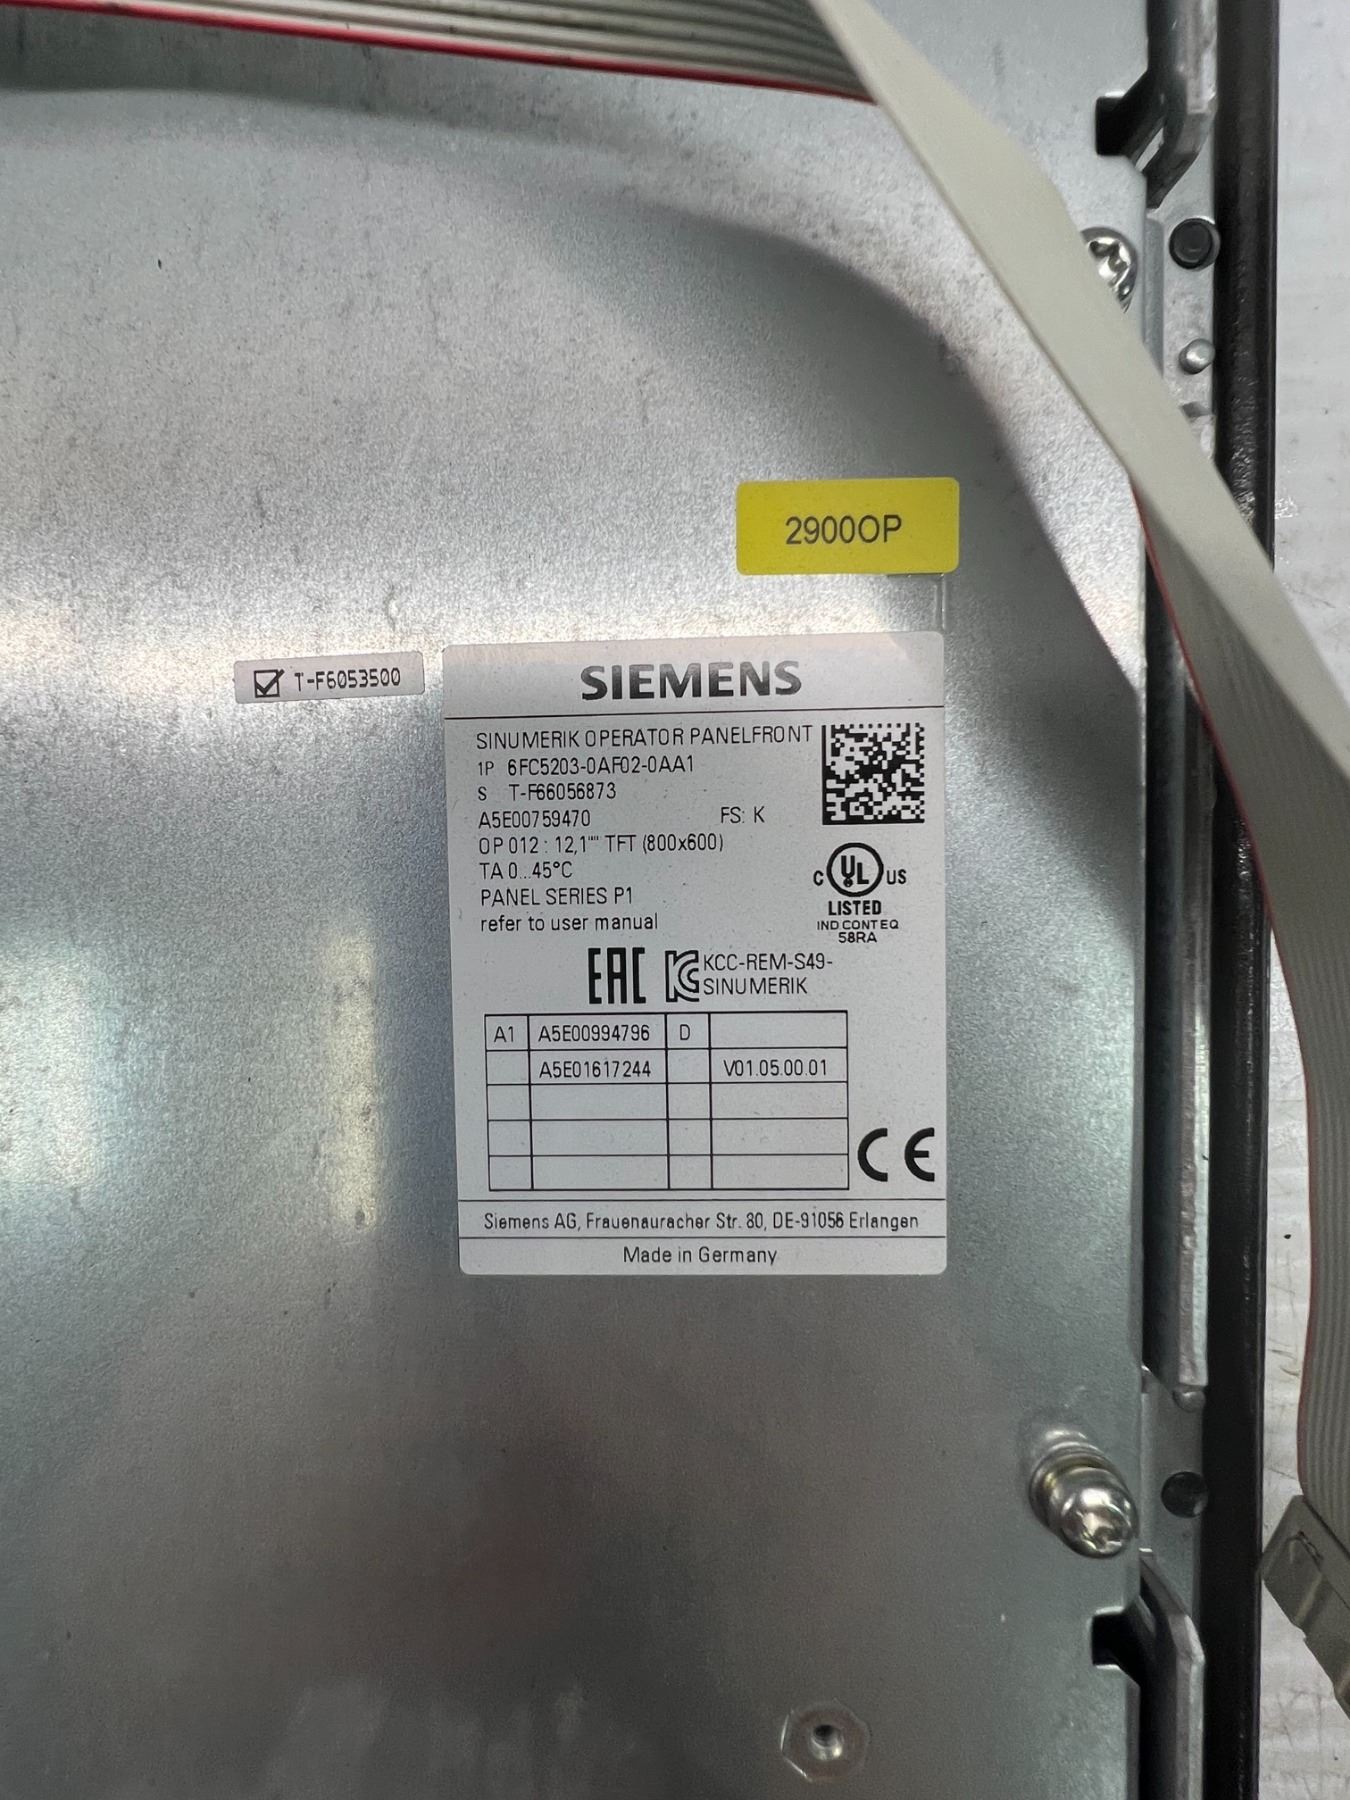 2900OP
T-F6053500
SIEMENS
SINUMERIK OPERATOR PANELFRONT
1P 6FC5203-0AF02-0AA1
S T-F66056873
A5E00759470 FS: K
OP 012 : 12,1"" TFT (800x600)
TA 0...45°C
PANEL SERIES P1
refer to user manual
C UL US
LISTED
IND CONT EQ
58RA
EAC KC KCC-REM-S49-
SINUMERIK
A1 A5E00994796 D
A5E01617244 V01.05.00.01
CE
Siemens AG, Frauenauracher Str. 80, DE-91056 Erlangen
Made in Germany